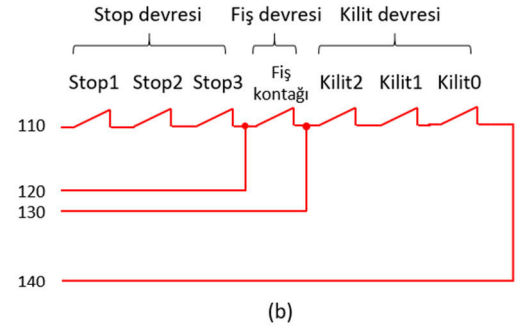 Stop devresi Fiş devresi Kilit devresi
Stop1 Stop2 Stop3 Fiş kontağı Kilit2 Kilit1 Kilit0
110
120
130
140
(b)